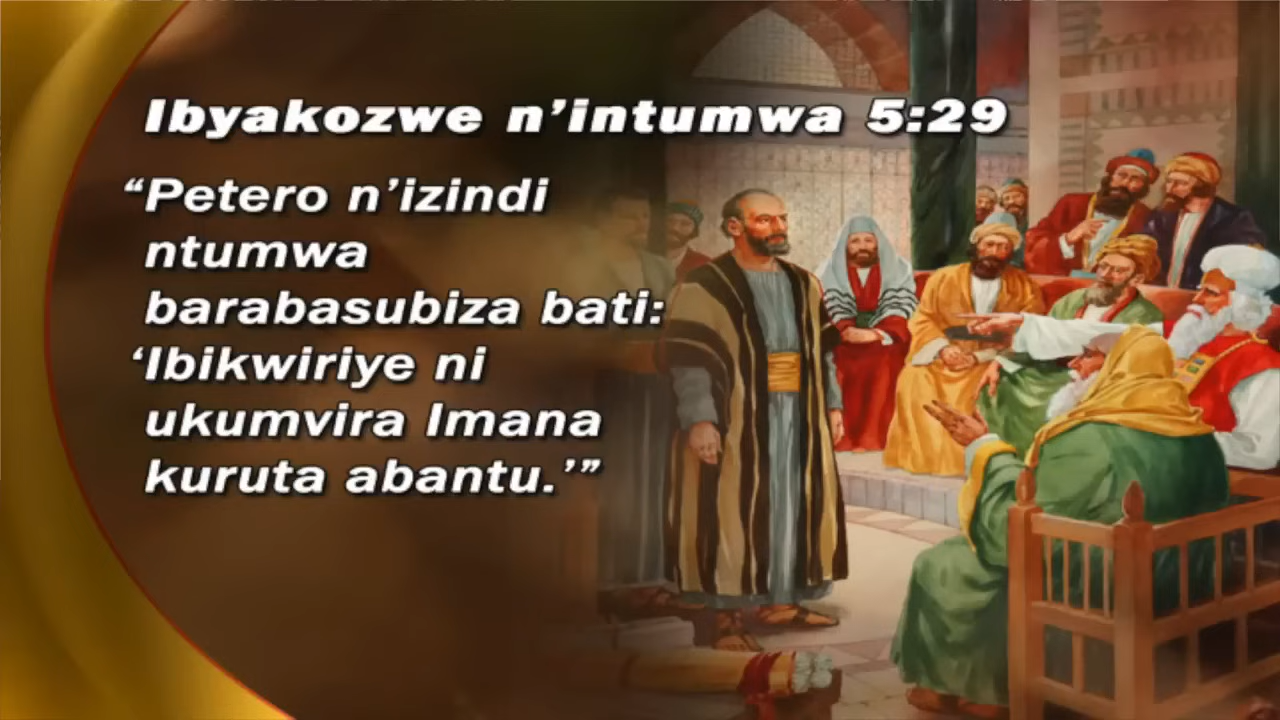 Ibyakozwe n’intumwa 5:29
“Petero n’izindi
ntumwa
barabasubiza bati:
‘Ibikwiriye ni
ukumvira Imana
kuruta abantu.’”